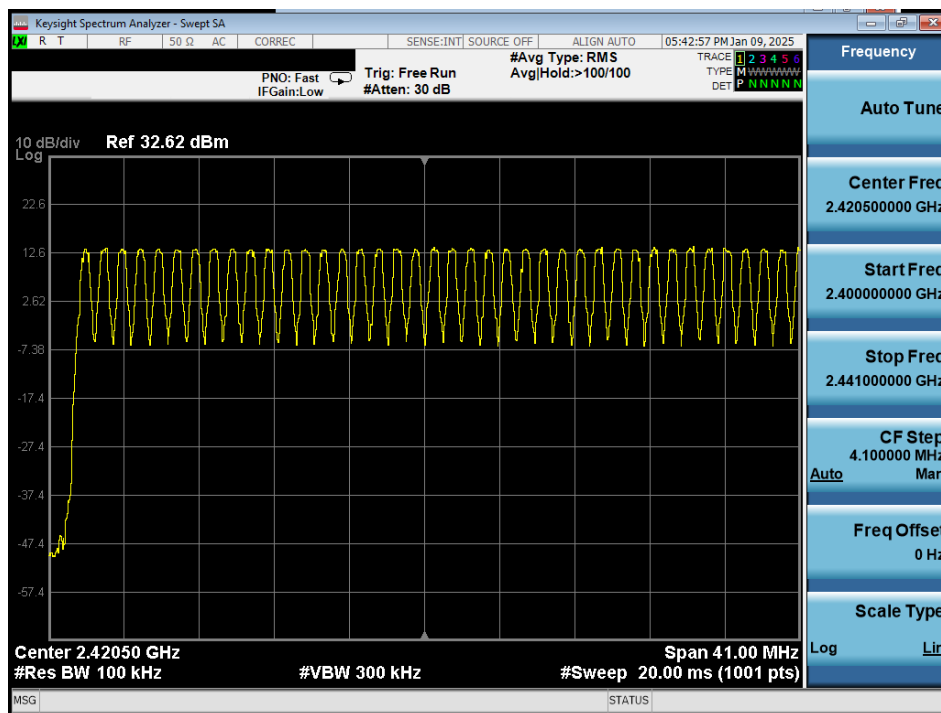 Keysight Spectrum Analyzer - Swept SA
LXI R T RF 50 Ω AC CORREC SENSE:INT SOURCE OFF ALIGN AUTO 05:42:57 PM Jan 09, 2025
PNO: Fast
IFGain:Low
Trig: Free Run
#Atten: 30 dB
#Avg Type: RMS
Avg|Hold:>100/100
TRACE 1 2 3 4 5 6
TYPE M W W W W W
DET P N N N N N
10 dB/div
Log
Ref 32.62 dBm
22.6
12.6
2.62
-7.38
-17.4
-27.4
-37.4
-47.4
-57.4
Center 2.42050 GHz
Span 41.00 MHz
#Res BW 100 kHz
#VBW 300 kHz
#Sweep 20.00 ms (1001 pts)
MSG
STATUS
Frequency
Auto Tune
Center Freq
2.420500000 GHz
Start Freq
2.400000000 GHz
Stop Freq
2.441000000 GHz
CF Step
4.100000 MHz
Auto Man
Freq Offset
0 Hz
Scale Type
Log Lin